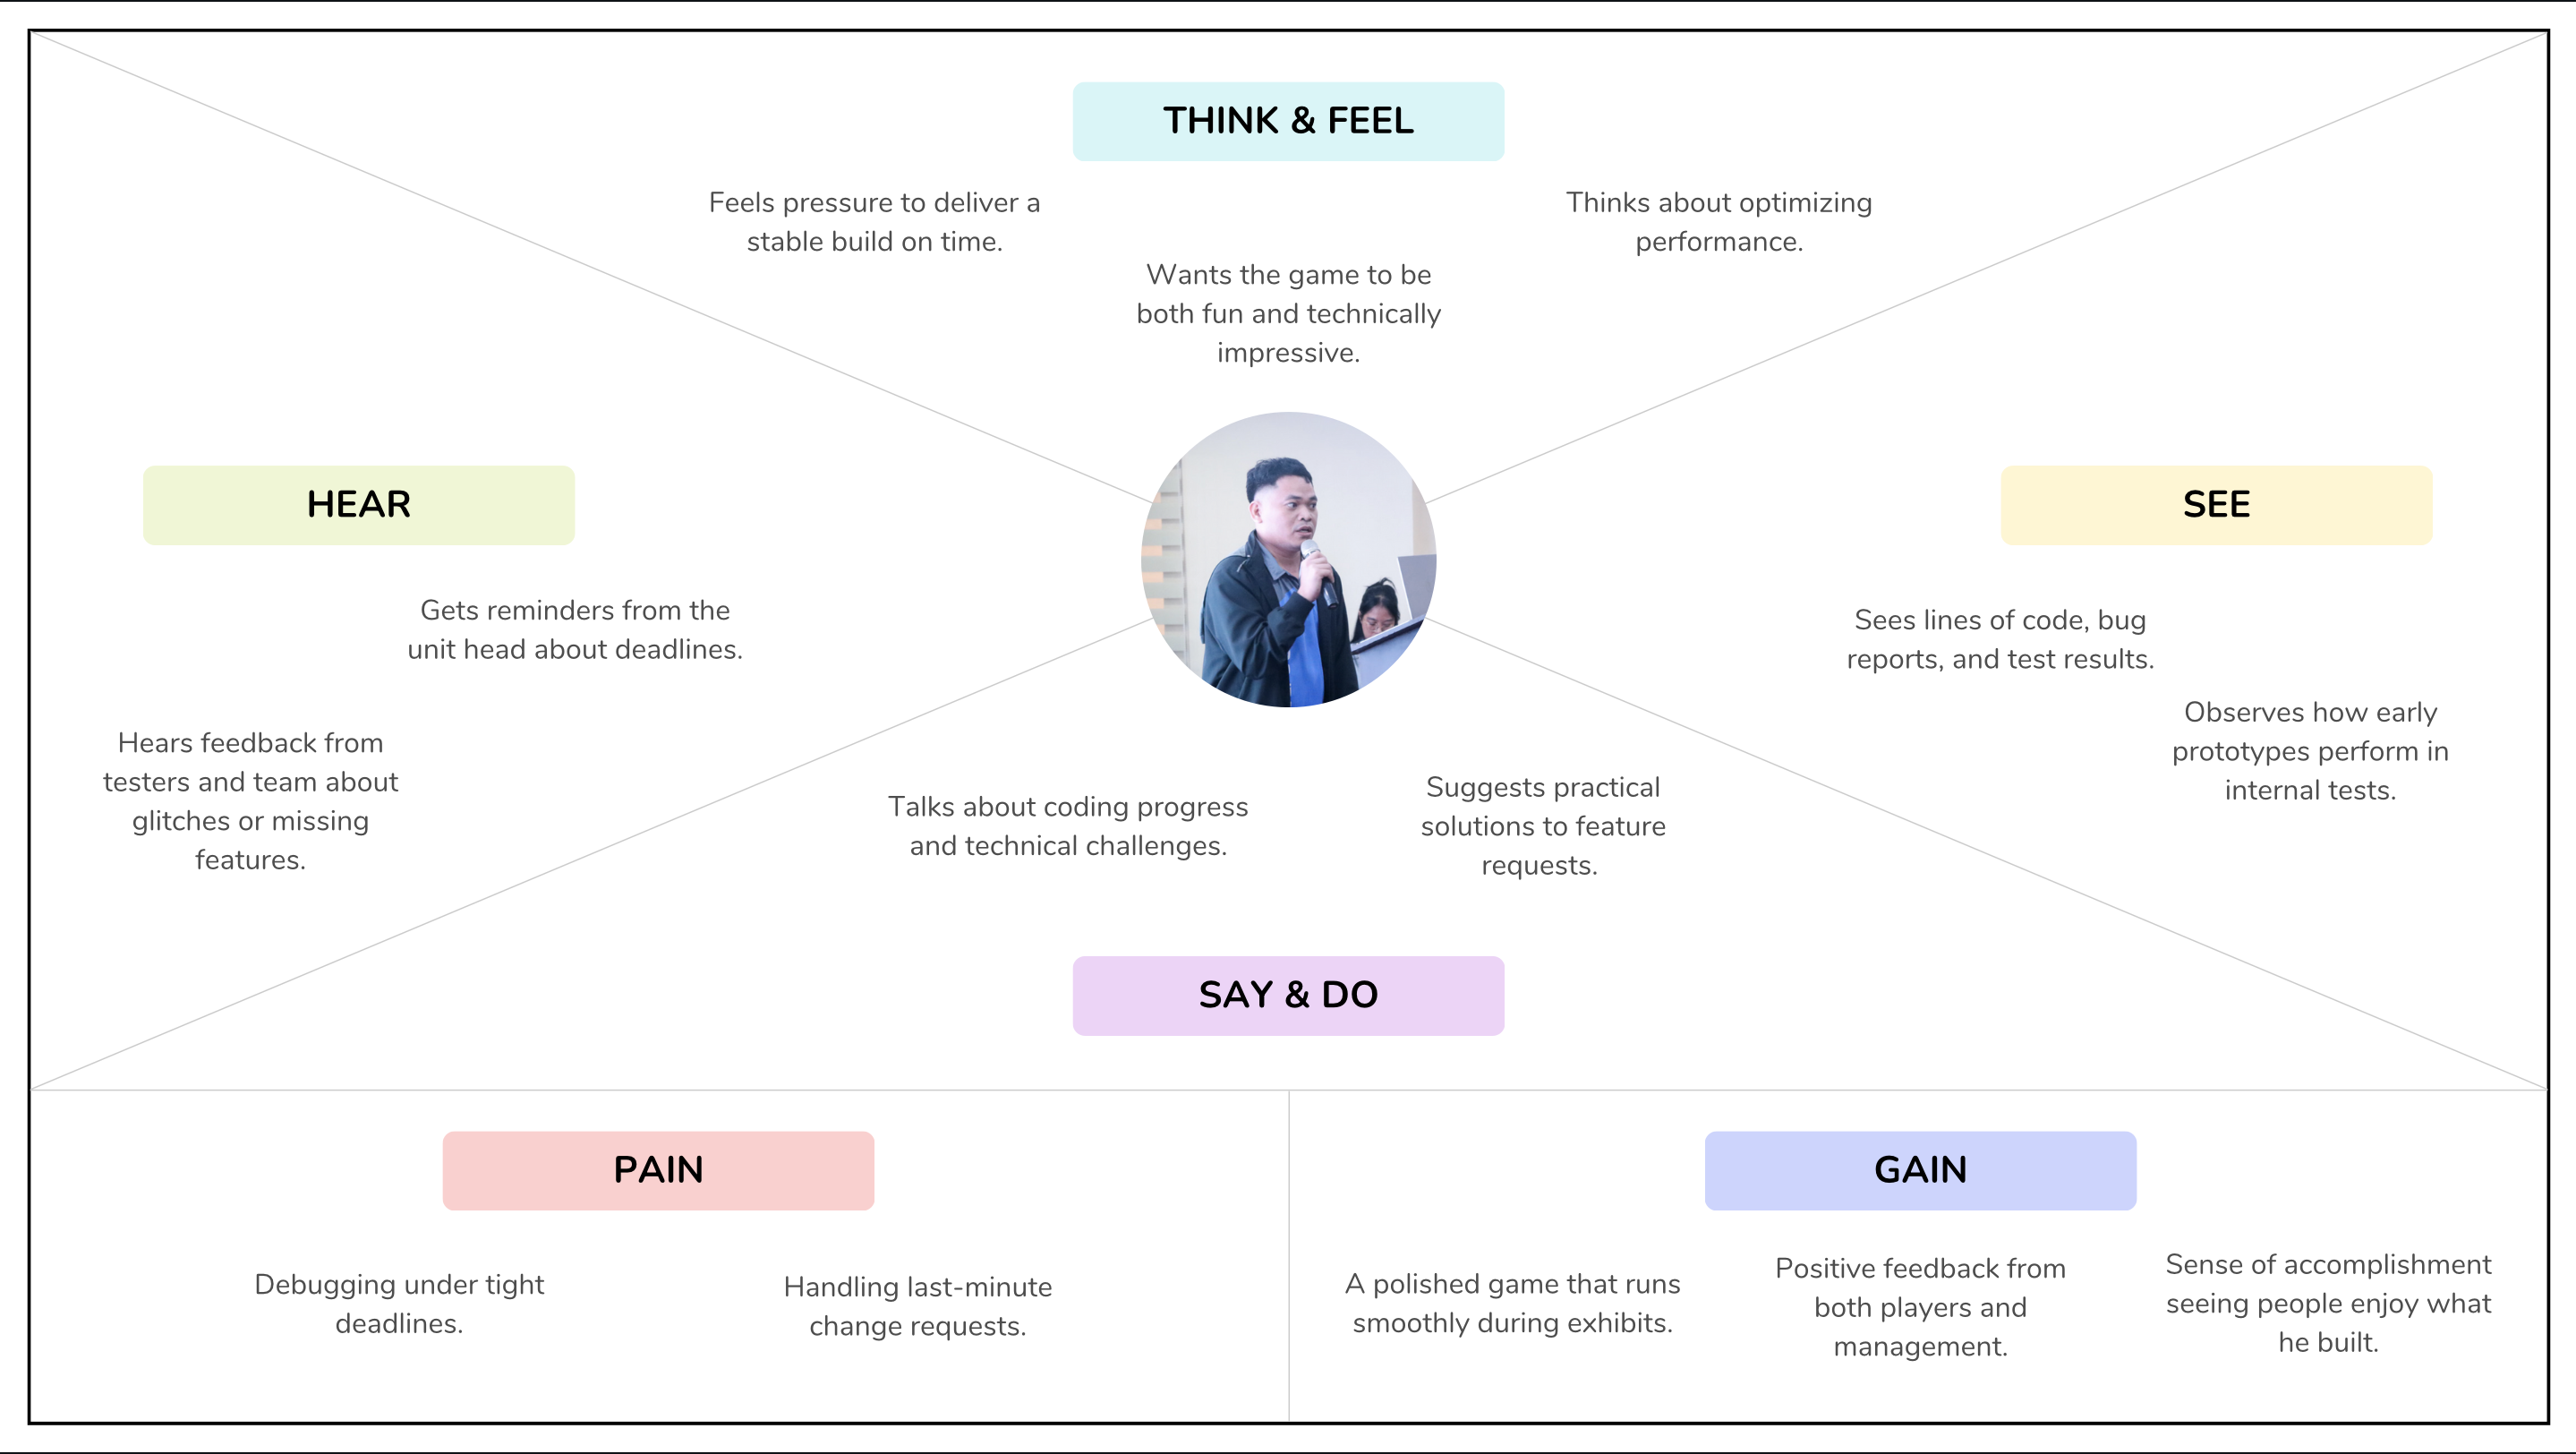 THINK & FEEL
Feels pressure to deliver a
stable build on time.
Wants the game to be
both fun and technically
impressive.
Thinks about optimizing
performance.
HEAR
Gets reminders from the
unit head about deadlines.
Hears feedback from
testers and team about
glitches or missing
features.
SEE
Sees lines of code, bug
reports, and test results.
Observes how early
prototypes perform in
internal tests.
Talks about coding progress
and technical challenges.
Suggests practical
solutions to feature
requests.
SAY & DO
PAIN
Debugging under tight
deadlines.
Handling last-minute
change requests.
GAIN
A polished game that runs
smoothly during exhibits.
Positive feedback from
both players and
management.
Sense of accomplishment
seeing people enjoy what
he built.